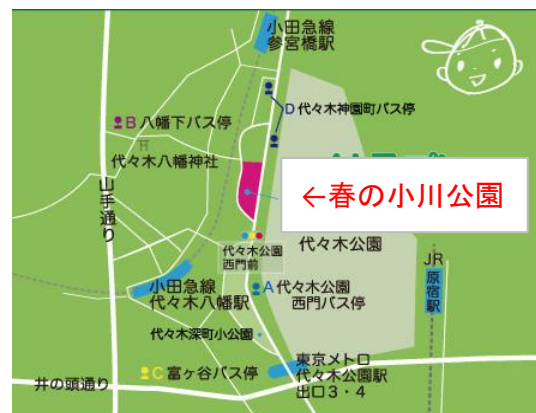 小田急線
参宮橋駅
D代々木神園町バス停
B八幡下バス停
代々木八幡神社
山手通り
←春の小川公園
代々木公園
西門前
代々木公園
JR
原宿駅
小田急線
代々木八幡駅
A代々木公園
西門バス停
代々木深町小公園
東京メトロ
代々木公園駅
出口3・4
C富ヶ谷バス停
井の頭通り